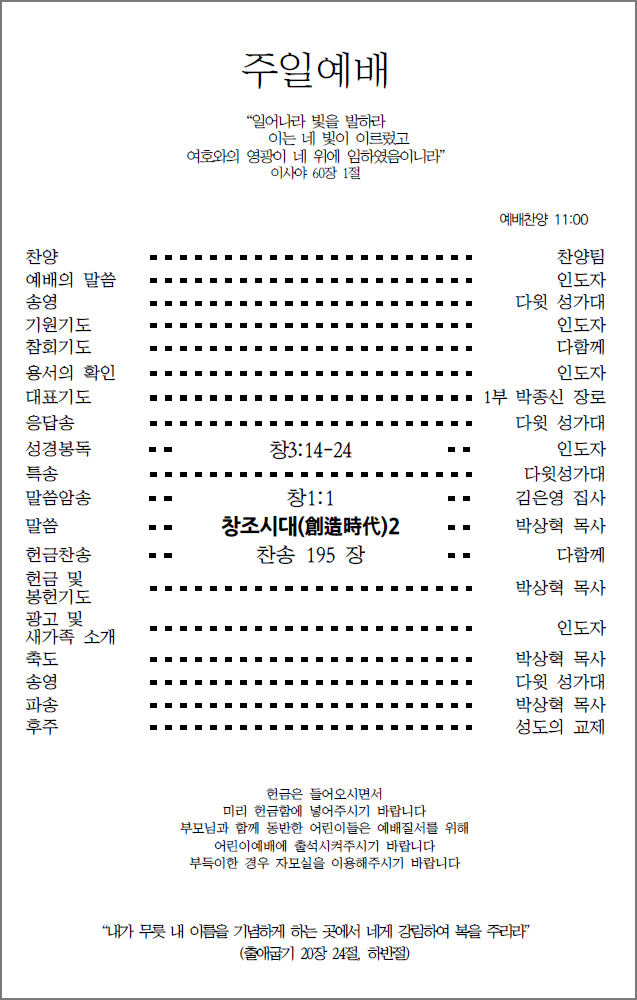 주일예배
“일어나라 빛을 발하라
이는 네 빛이 이르렀고
여호와의 영광이 네 위에 임하였음이니라”
이사야 60장 1절
예배찬양 11:00
찬양 찬양팀
예배의 말씀 인도자
송영 다윗 성가대
기원기도 인도자
참회기도 다함께
용서의 확인 인도자
대표기도 1부 박종신 장로
응답송 다윗 성가대
성경봉독 창3:14-24 인도자
특송 다윗성가대
말씀암송 창1:1 김은영 집사
말씀 창조시대(創造時代)2 박상혁 목사
헌금찬송 찬송 195 장 다함께
헌금 및
봉헌기도 박상혁 목사
광고 및
새가족 소개 인도자
축도 박상혁 목사
송영 다윗 성가대
파송 박상혁 목사
후주 성도의 교제
헌금은 들어오시면서
미리 헌금함에 넣어주시기 바랍니다
부모님과 함께 동반한 어린이들은 예배질서를 위해
어린이예배에 출석시켜주시기 바랍니다
부득이한 경우 자모실을 이용해주시기 바랍니다
“내가 무릇 내 이름을 기념하게 하는 곳에서 네게 강림하여 복을 주리라”
(출애굽기 20장 24절, 하반절)